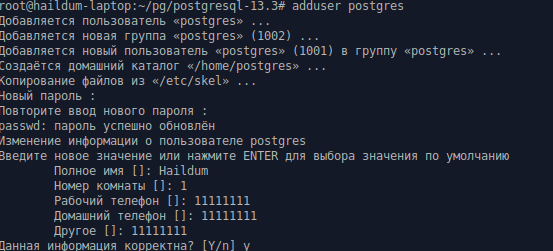 root@haildum-laptop:~/pg/postgresql-13.3# adduser postgres
Добавляется пользователь «postgres» ...
Добавляется новая группа «postgres» (1002) ...
Добавляется новый пользователь «postgres» (1001) в группу «postgres» ...
Создаётся домашний каталог «/home/postgres» ...
Копирование файлов из «/etc/skel» ...
Новый пароль :
Повторите ввод нового пароля :
passwd: пароль успешно обновлён
Изменение информации о пользователе postgres
Введите новое значение или нажмите ENTER для выбора значения по умолчанию
Полное имя []: Haildum
Номер комнаты []: 1
Рабочий телефон []: 11111111
Домашний телефон []: 11111111
Другое []: 11111111
Данная информация корректна? [Y/n] y